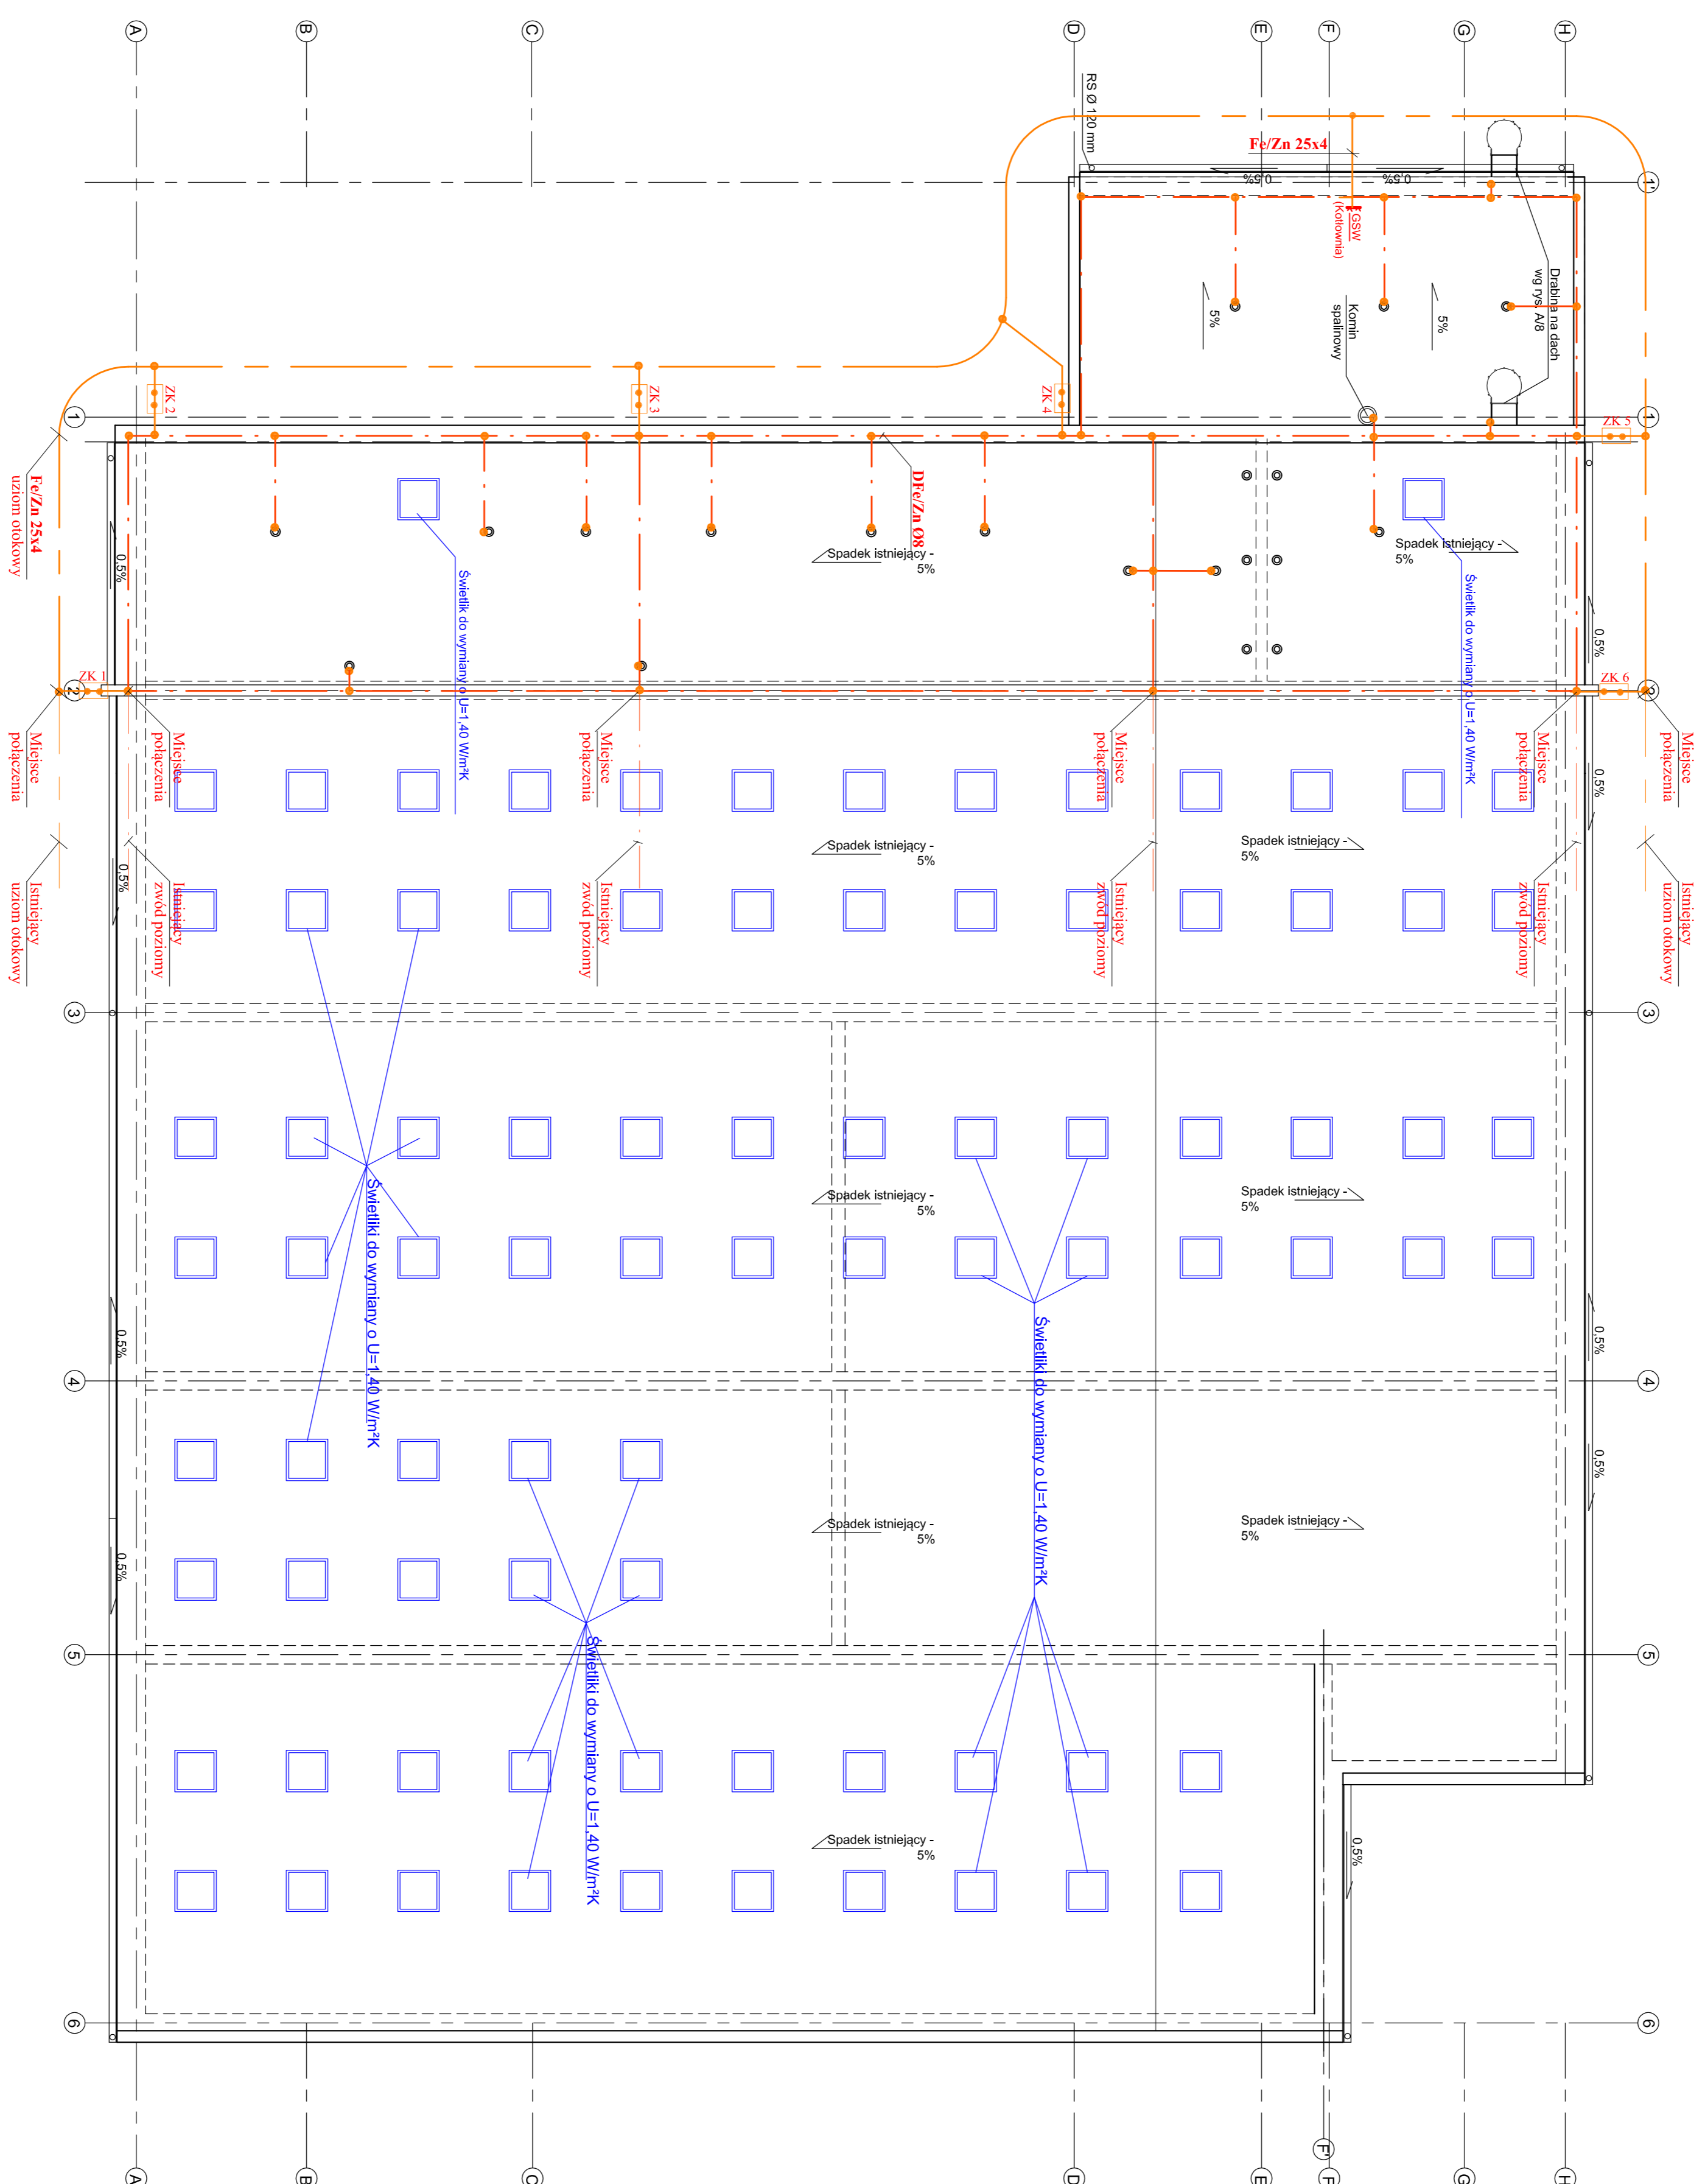 A
B
C
D
E
F
G
H
RS Ø 120 mm
Fe/Zn 25x4
0,5%
0,5%
1'
GSW
(Kotłownia)
Drabina na dach
wg rys. A/8
5%
5%
Komin
spalinowy
ZK 2
ZK 3
ZK 4
ZK 5
1
1
Fe/Zn 25x4
uziom otokowy
DFe/Zn Ø8
0,5%
Spadek istniejący -
5%
Spadek istniejący -
5%
Świetlik do wymiany o U=1,40 W/m²K
Świetlik do wymiany o U=1,40 W/m²K
0,5%
ZK 1
ZK 6
2
2
Miejsce
połączenia
Miejsce
połączenia
Miejsce
połączenia
Miejsce
połączenia
Miejsce
połączenia
Miejsce
połączenia
0,5%
Spadek istniejący -
5%
Spadek istniejący -
5%
0,5%
Istniejący
uziom otokowy
Istniejący
zwód poziomy
Istniejący
zwód poziomy
Istniejący
zwód poziomy
Istniejący
zwód poziomy
Istniejący
uziom otokowy
3
3
Świetliki do wymiany o U=1,40 W/m²K
Spadek istniejący -
5%
Spadek istniejący -
5%
Świetliki do wymiany o U=1,40 W/m²K
0,5%
0,5%
4
4
0,5%
Spadek istniejący -
5%
Spadek istniejący -
5%
0,5%
Świetliki do wymiany o U=1,40 W/m²K
5
5
Spadek istniejący -
5%
0,5%
6
6
F'
A
B
C
D
E
F
G
H